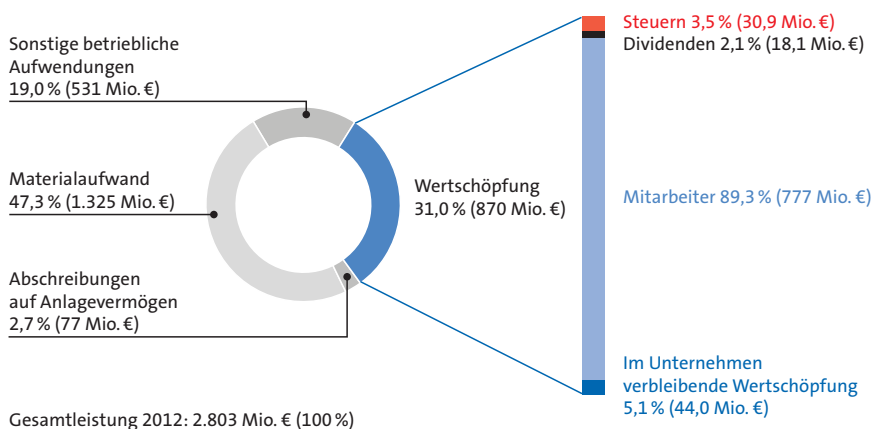 Sonstige betriebliche
Aufwendungen
19,0 % (531 Mio. €)
Materialaufwand
47,3 % (1.325 Mio. €)
Abschreibungen
auf Anlagevermögen
2,7 % (77 Mio. €)
Gesamtleistung 2012: 2.803 Mio. € (100 %)
Wertschöpfung
31,0 % (870 Mio. €)
Steuern 3,5 % (30,9 Mio. €)
Dividenden 2,1 % (18,1 Mio. €)
Mitarbeiter 89,3 % (777 Mio. €)
Im Unternehmen
verbleibende Wertschöpfung
5,1 % (44,0 Mio. €)